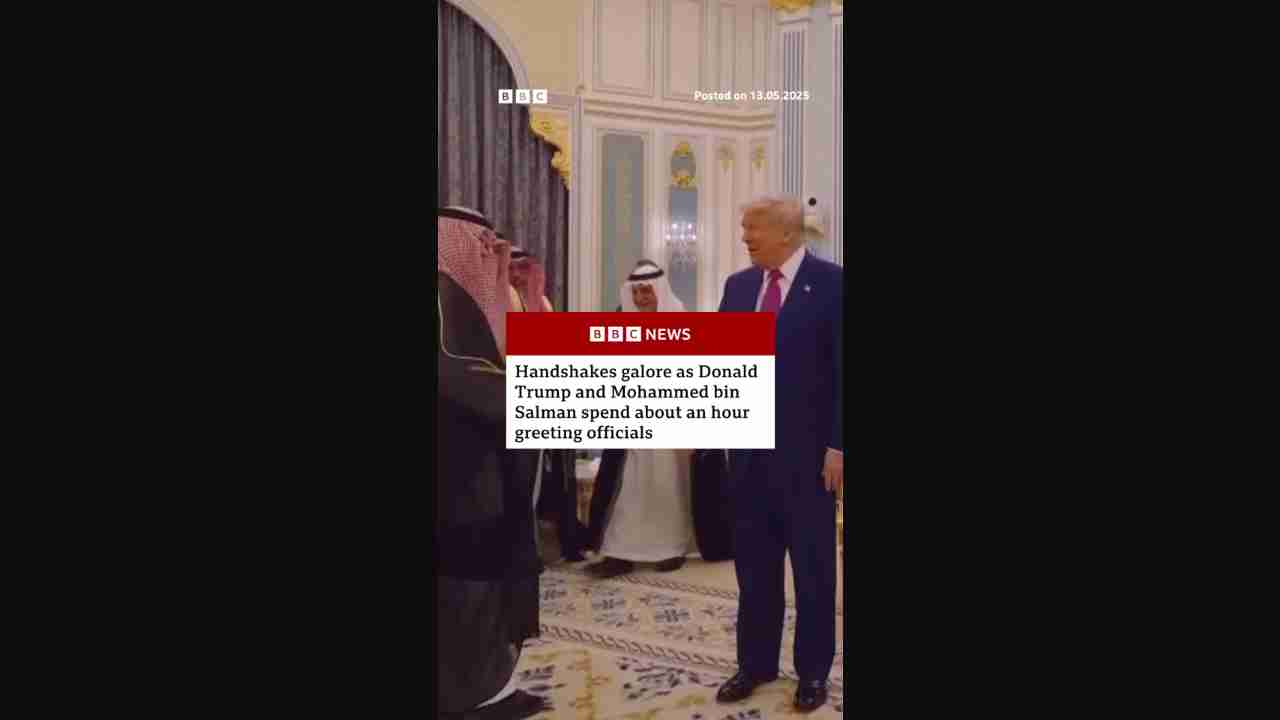 BBC
Posted on 13.05.2025
BBC NEWS
Handshakes galore as Donald
Trump and Mohammed bin
Salman spend about an hour
greeting officials